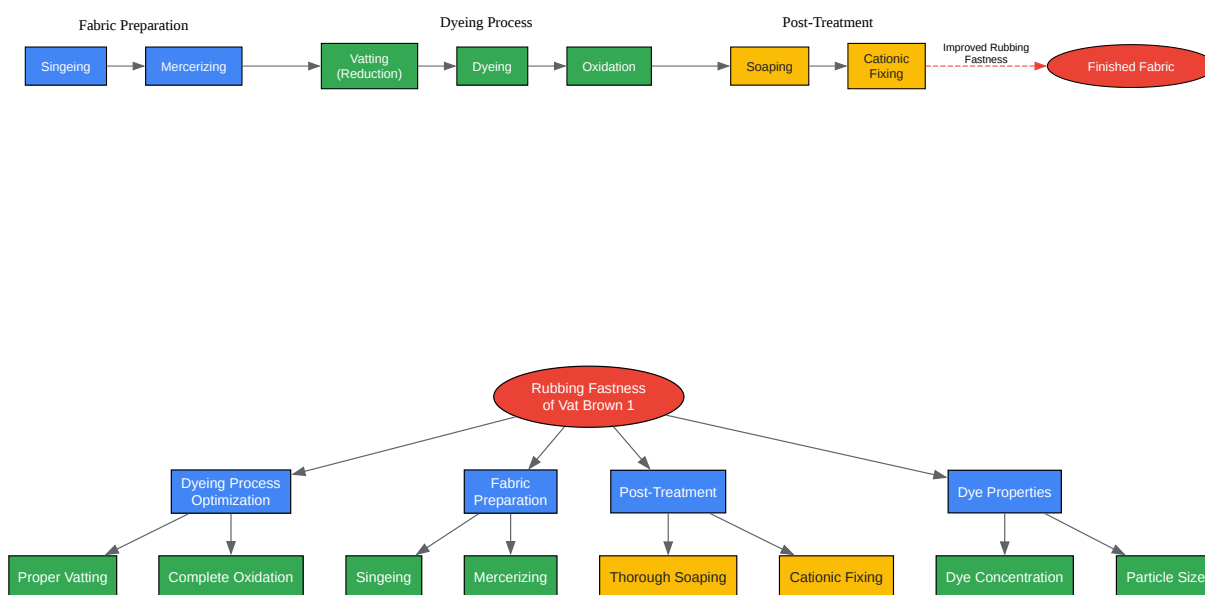 Fabric Preparation
Dyeing Process
Post-Treatment
Singeing
Mercerizing
Vatting
(Reduction)
Dyeing
Oxidation
Soaping
Cationic
Fixing
Improved Rubbing
Fastness
Finished Fabric
Rubbing Fastness
of Vat Brown 1
Dyeing Process
Optimization
Fabric
Preparation
Post-Treatment
Dye Properties
Proper Vatting
Complete Oxidation
Singeing
Mercerizing
Thorough Soaping
Cationic Fixing
Dye Concentration
Particle Size